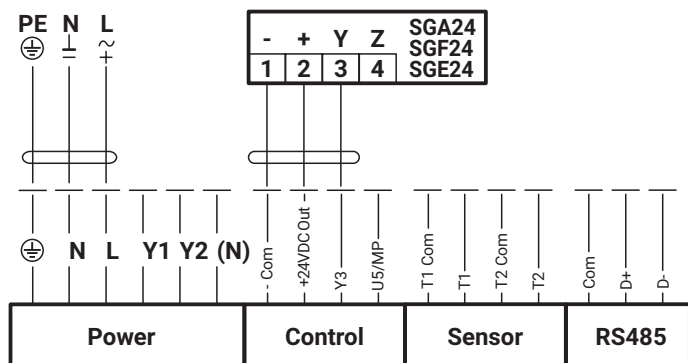 PE N L
- + Y Z
SGA24
SGF24
SGE24
1 2 3 4
N L Y1 Y2 (N)
- Com
+24VDC Out
Y3
U5/MP
T1 Com
T1
T2 Com
T2
Com
D+
D-
Power Control Sensor RS485